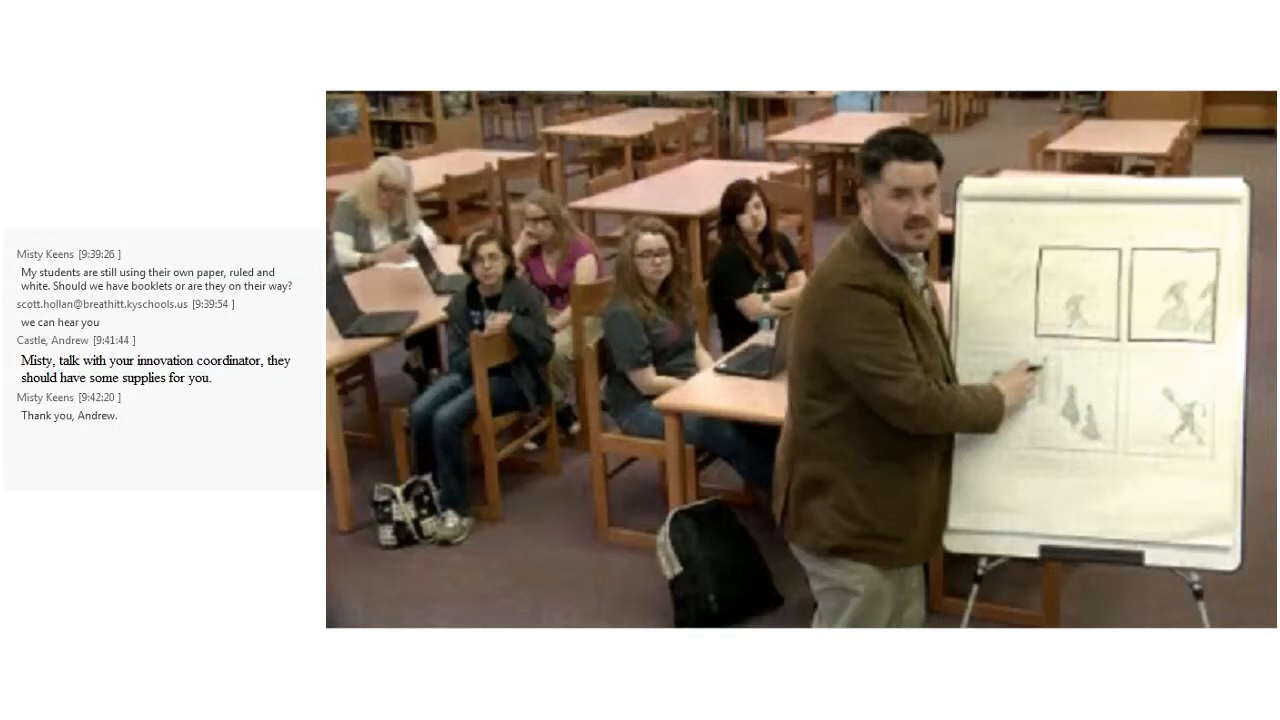 Misty Keens [9:39:26 ]
My students are still using their own paper, ruled and
white. Should we have booklets or are they on their way?
scott.hollan@breathitt.kyschools.us [9:39:54 ]
we can hear you
Castle, Andrew [9:41:44 ]
Misty, talk with your innovation coordinator, they
should have some supplies for you.
Misty Keens [9:42:20 ]
Thank you, Andrew.